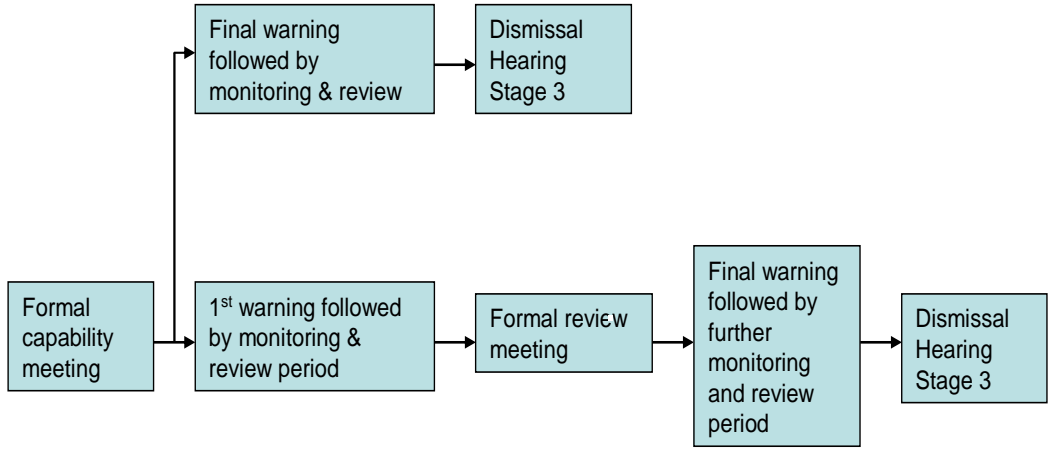 Final warning
followed by
monitoring & review
Dismissal
Hearing
Stage 3
Formal
capability
meeting
1st warning followed
by monitoring &
review period
Formal review
meeting
Final warning
followed by
further
monitoring
and review
period
Dismissal
Hearing
Stage 3